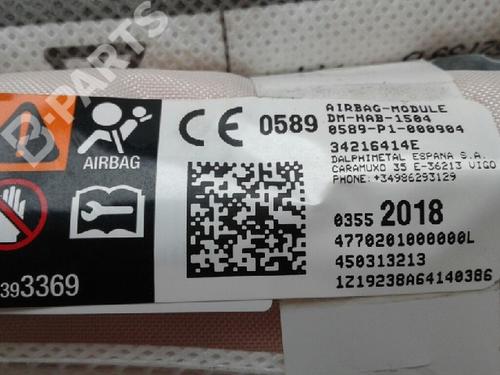 B-PARTS
AIRBAG
393369
CE 0589
AIRBAG-MODULE
DM-HAB-1504
0589-P1-000904
34216414E
DALPHIMETAL ESPANA S.A.
CARAMUXO 35 E-36213 VIGO
PHONE: +34986293129
0355 2018
4770201000000L
450313213
1Z19238A64140386